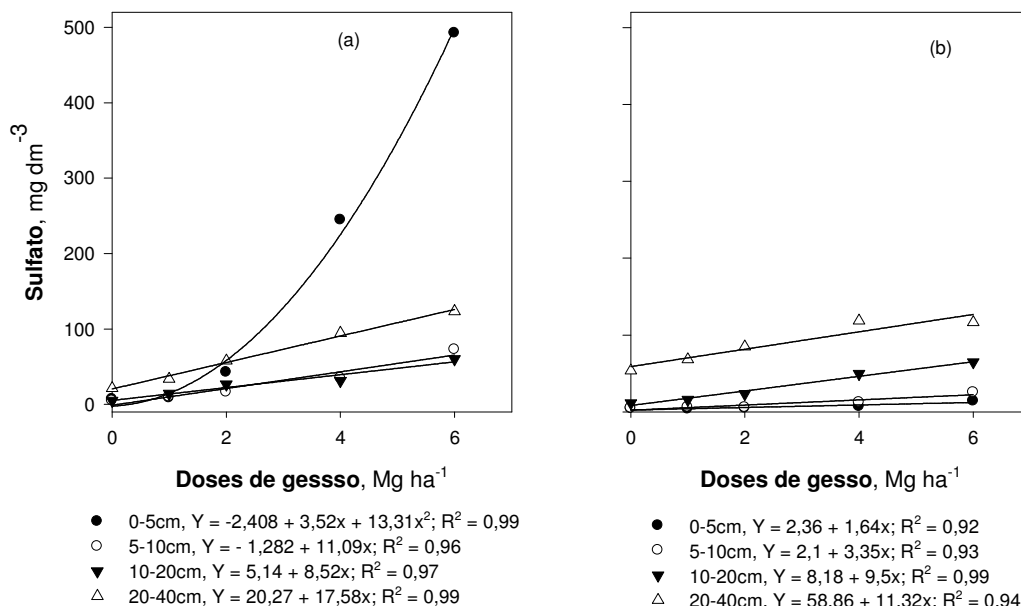 (a)
(b)
500
400
300
200
100
0
Sulfato, mg dm⁻³
0 2 4 6
0 2 4 6
Doses de gessso, Mg ha⁻¹
Doses de gessso, Mg ha⁻¹
0-5cm, Y = -2,408 + 3,52x + 13,31x²; R² = 0,99
5-10cm, Y = - 1,282 + 11,09x; R² = 0,96
10-20cm, Y = 5,14 + 8,52x; R² = 0,97
20-40cm, Y = 20,27 + 17,58x; R² = 0,99
0-5cm, Y = 2,36 + 1,64x; R² = 0,92
5-10cm, Y = 2,1 + 3,35x; R² = 0,93
10-20cm, Y = 8,18 + 9,5x; R² = 0,99
20-40cm, Y = 58,86 + 11,32x; R² = 0,94